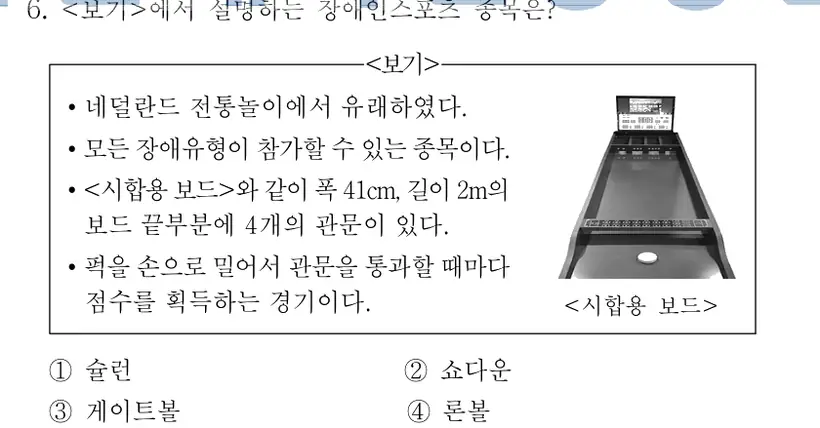 6. <보기>에서 설명하는 장애인스포츠 종목은?
<보기>
• 네덜란드 전통놀이에서 유래하였다.
• 모든 장애유형이 참가할 수 있는 종목이다.
• <시합용 보드>와 같이 폭 41cm, 길이 2m의
보드 끝부분에 4개의 관문이 있다.
• 퍽을 손으로 밀어서 관문을 통과할 때마다
점수를 획득하는 경기이다.
<시합용 보드>
① 슐런 ② 쇼다운
③ 게이트볼 ④ 론볼